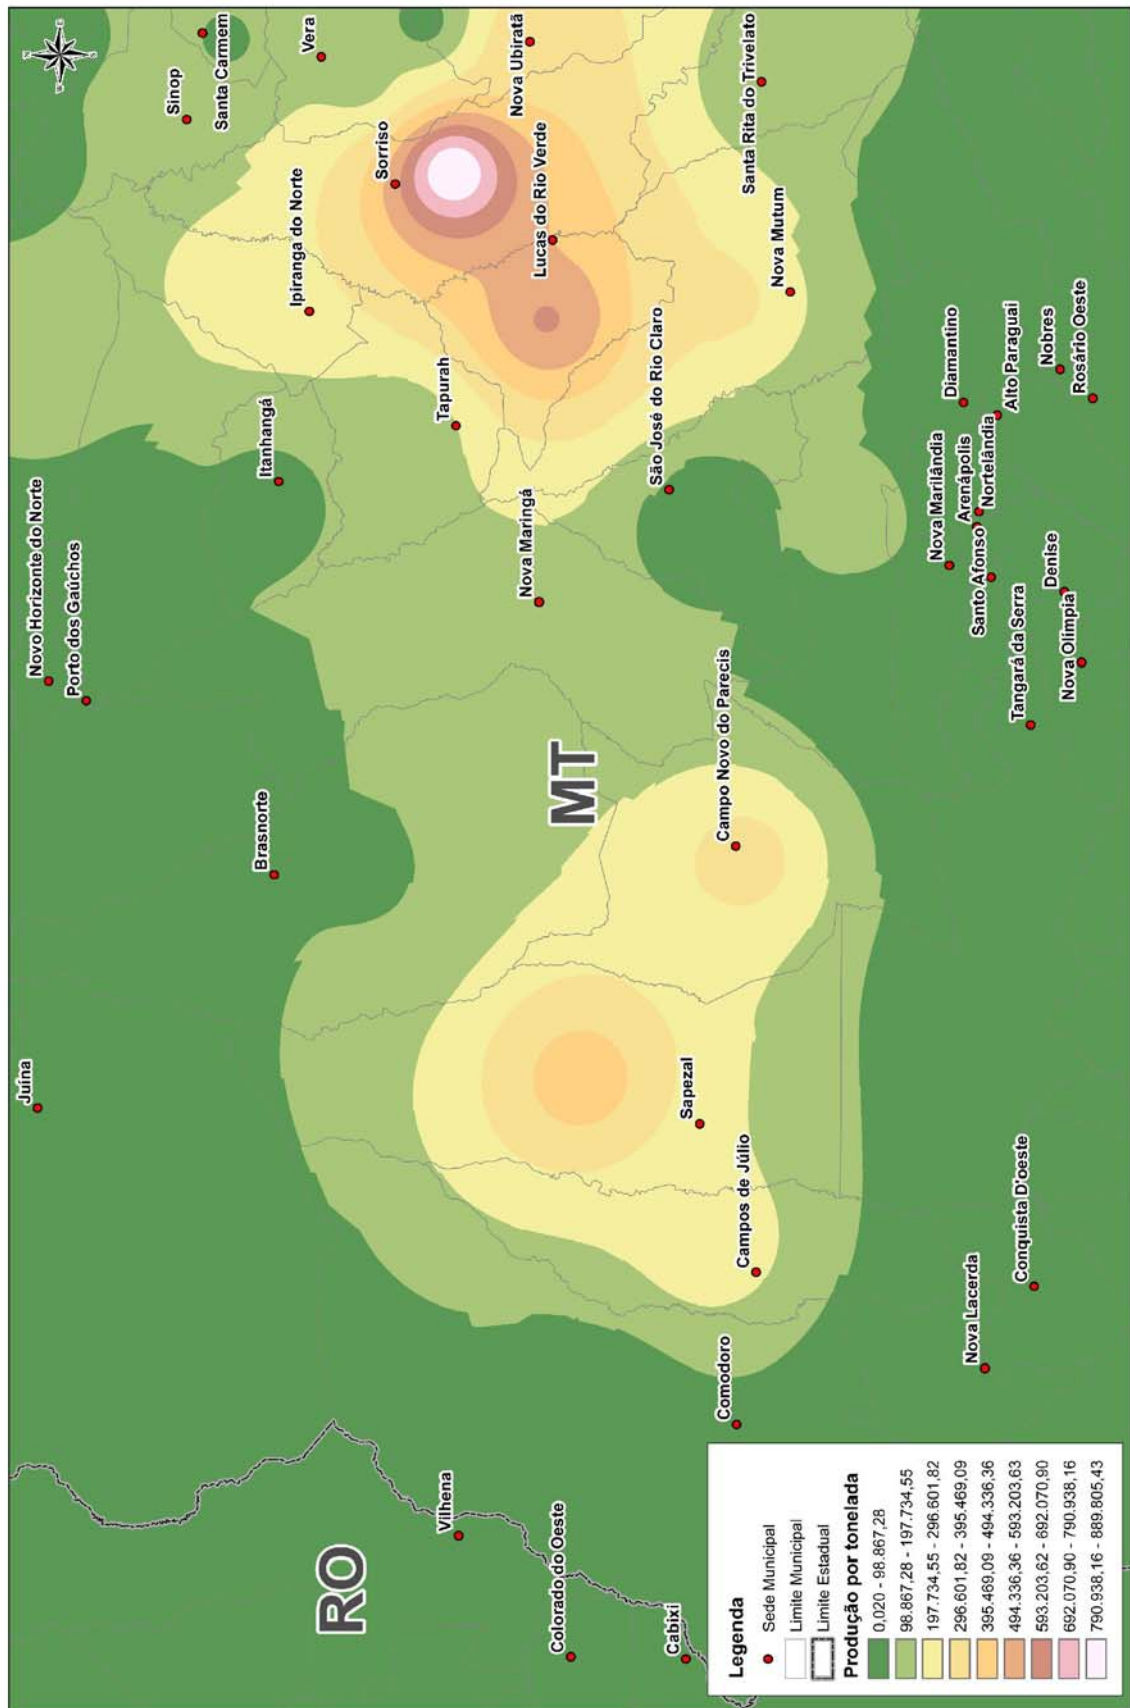 Juína
Novo Horizonte do Norte
Porto dos Gaúchos
Brasnorte
Itanhangá
Ipiranga do Norte
Sinop
Santa Carmem
Vera
Sorriso
Tapurah
Nova Maringá
Lucas do Rio Verde
Nova Ubiratã
São José do Rio Claro
Nova Mutum
Santa Rita do Trivelato
MT
RO
Vilhena
Colorado do Oeste
Cabixi
Comodoro
Campos de Júlio
Sapezal
Campo Novo do Parecis
Nova Lacerda
Conquista D'oeste
Tangará da Serra
Nova Olímpia
Denise
Santo Afonso
Nova Marilândia
Arenápolis
Nortelândia
Diamantino
Alto Paraguai
Nobres
Rosário Oeste
Legenda
Sede Municipal
Limite Municipal
Limite Estadual
Produção por tonelada
0,020 - 98.867,28
98.867,28 - 197.734,55
197.734,55 - 296.601,82
296.601,82 - 395.469,09
395.469,09 - 494.336,36
494.336,36 - 593.203,63
593.203,62 - 692.070,90
692.070,90 - 790.938,16
790.938,16 - 889.805,43